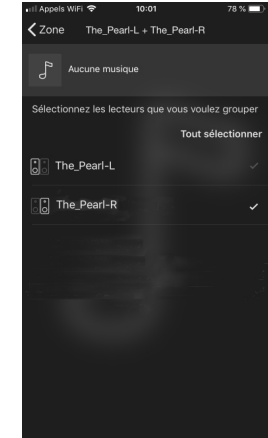 Appels WiFi 10:01 78 %
Zone The_Pearl-L + The_Pearl-R
Aucune musique
Sélectionnez les lecteurs que vous voulez grouper
Tout sélectionner
The_Pearl-L
The_Pearl-R